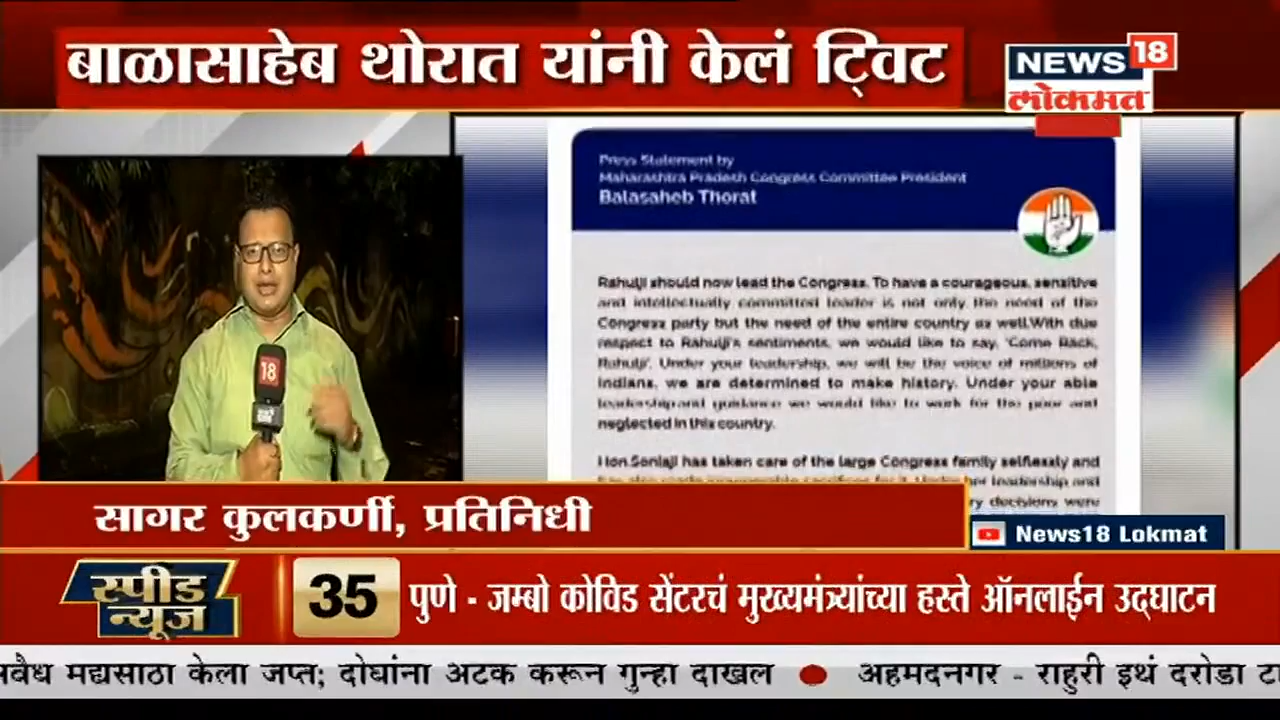 बाळासाहेब थोरात यांनी केलं ट्विट
NEWS 18
लोकमत
Press Statement by
Maharashtra Pradesh Congress Committee President
Balasaheb Thorat
Rahulji should now lead the Congress. To have a courageous, sensitive
and intellectually committed leader is not only the need of the
Congress party but the need of the entire country as well.With due
respect to Rahulji's sentiments, we would like to say, 'Come Back,
Rahulji'. Under your leadership, we will be the voice of millions of
Indians, we are determined to make history. Under your able
leadership and guidance we would like to work for the poor and
neglected in this country.
Hon.Soniaji has taken care of the large Congress family selflessly and
her leadership and
decisions were
18
सागर कुलकर्णी, प्रतिनिधी
News18 Lokmat
स्पीड
न्यूज
35
पुणे - जम्बो कोविड सेंटरचं मुख्यमंत्र्यांच्या हस्ते ऑनलाईन उद्घाटन
मद्यसाठा केला जप्त; दोघांना अटक करून गुन्हा दाखल ● अहमदनगर - राहुरी इथं दरोडा